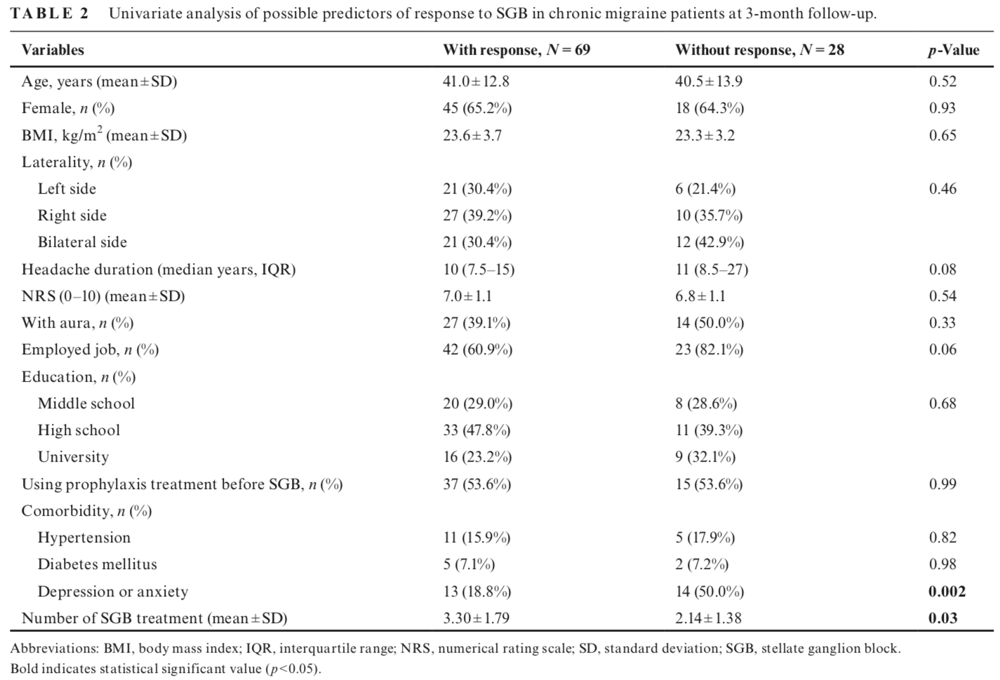 TABLE 2 Univariate analysis of possible predictors of response to SGB in chronic migraine patients at 3-month follow-up.
Variables With response, N = 69 Without response, N = 28 p-Value
Age, years (mean ± SD) 41.0 ± 12.8 40.5 ± 13.9 0.52
Female, n (%) 45 (65.2%) 18 (64.3%) 0.93
BMI, kg/m² (mean ± SD) 23.6 ± 3.7 23.3 ± 3.2 0.65
Laterality, n (%)
Left side 21 (30.4%) 6 (21.4%) 0.46
Right side 27 (39.2%) 10 (35.7%)
Bilateral side 21 (30.4%) 12 (42.9%)
Headache duration (median years, IQR) 10 (7.5–15) 11 (8.5–27) 0.08
NRS (0–10) (mean ± SD) 7.0 ± 1.1 6.8 ± 1.1 0.54
With aura, n (%) 27 (39.1%) 14 (50.0%) 0.33
Employed job, n (%) 42 (60.9%) 23 (82.1%) 0.06
Education, n (%)
Middle school 20 (29.0%) 8 (28.6%) 0.68
High school 33 (47.8%) 11 (39.3%)
University 16 (23.2%) 9 (32.1%)
Using prophylaxis treatment before SGB, n (%) 37 (53.6%) 15 (53.6%) 0.99
Comorbidity, n (%)
Hypertension 11 (15.9%) 5 (17.9%) 0.82
Diabetes mellitus 5 (7.1%) 2 (7.2%) 0.98
Depression or anxiety 13 (18.8%) 14 (50.0%) 0.002
Number of SGB treatment (mean ± SD) 3.30 ± 1.79 2.14 ± 1.38 0.03
Abbreviations: BMI, body mass index; IQR, interquartile range; NRS, numerical rating scale; SD, standard deviation; SGB, stellate ganglion block.
Bold indicates statistical significant value (p<0.05).